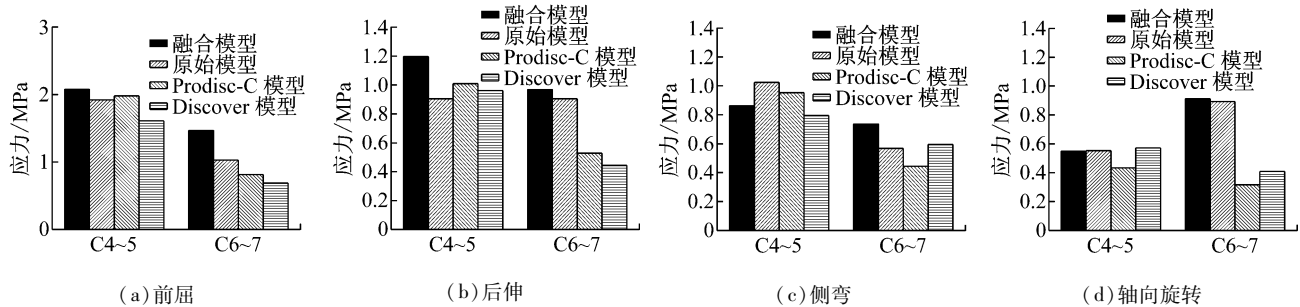 应力/MPa
3
2
1
0
融合模型
原始模型
Prodisc-C 模型
Discover 模型
C4~5
C6~7
(a)前屈
应力/MPa
1.4
1.2
1.0
0.8
0.6
0.4
0.2
0
融合模型
原始模型
Prodisc-C 模型
Discover 模型
C4~5
C6~7
(b)后伸
应力/MPa
1.4
1.2
1.0
0.8
0.6
0.4
0.2
0
融合模型
原始模型
Prodisc-C 模型
Discover 模型
C4~5
C6~7
(c)侧弯
应力/MPa
1.4
1.2
1.0
0.8
0.6
0.4
0.2
0
融合模型
原始模型
Prodisc-C 模型
Discover 模型
C4~5
C6~7
(d)轴向旋转